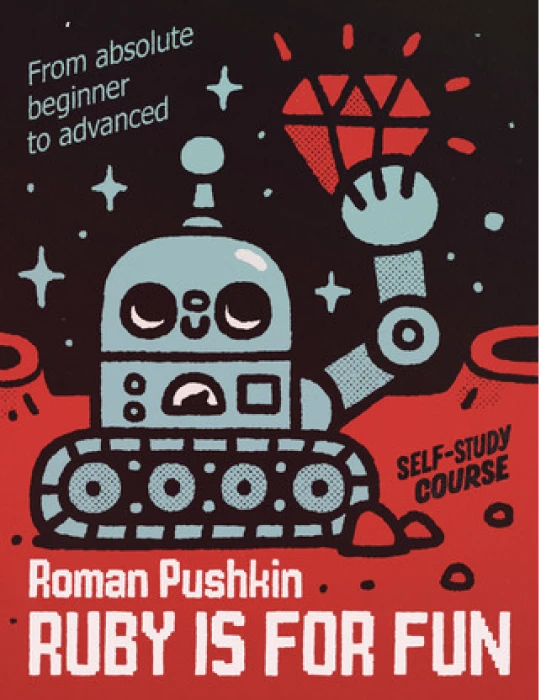 From absolute
beginner
to advanced
SELF-STUDY
COURSE
Roman Pushkin
RUBY IS FOR FUN